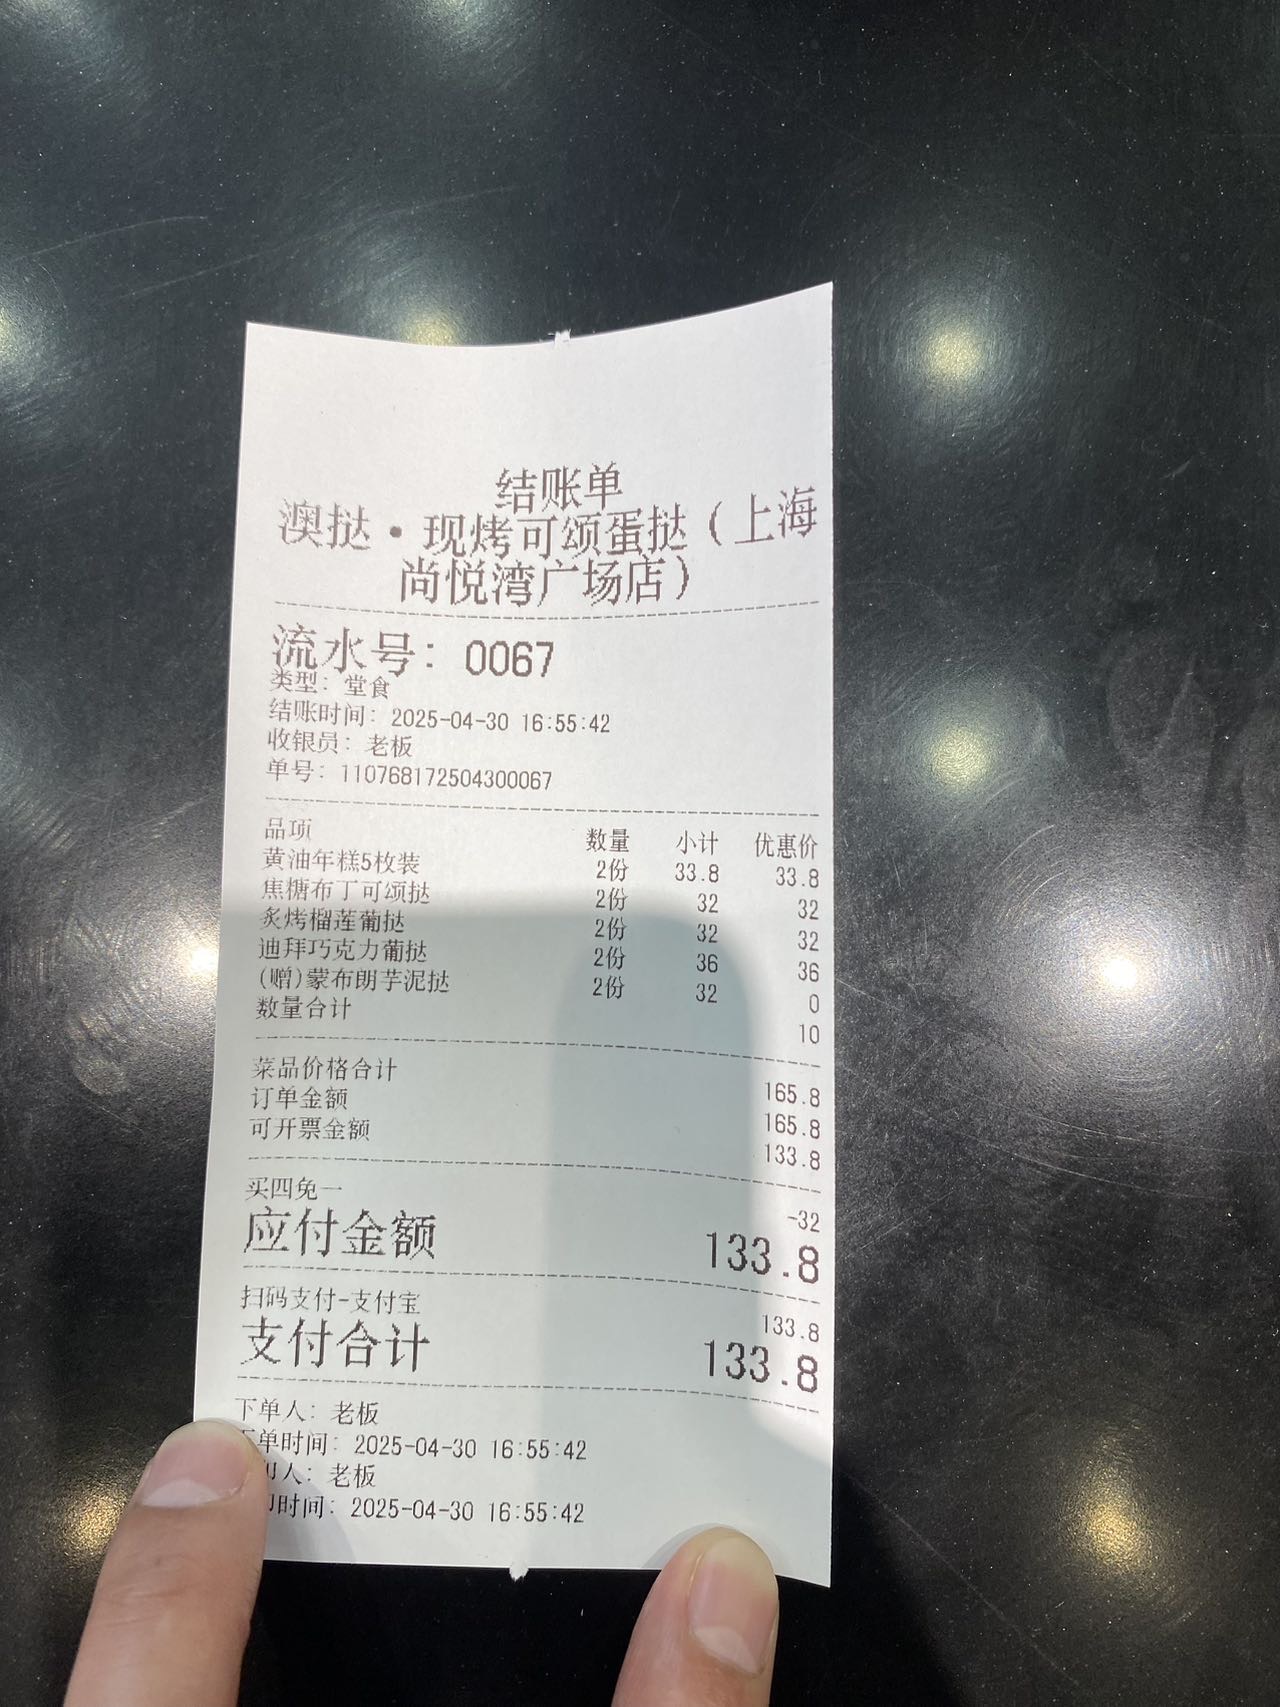 结账单
澳挞·现烤可颂蛋挞（上海
尚悦湾广场店）
流水号：0067
类型：堂食
结账时间：2025-04-30 16:55:42
收银员：老板
单号：110768172504300067
品项 数量 小计 优惠价
黄油年糕5枚装 2份 33.8 33.8
焦糖布丁可颂挞 2份 32 32
炙烤榴莲葡挞 2份 32 32
迪拜巧克力葡挞 2份 36 36
(赠)蒙布朗芋泥挞 2份 32 0
数量合计 10
菜品价格合计 165.8
订单金额 165.8
可开票金额 133.8
买四免一 -32
应付金额 133.8
扫码支付-支付宝 133.8
支付合计 133.8
下单人：老板
单时间：2025-04-30 16:55:42
印人：老板
印时间：2025-04-30 16:55:42